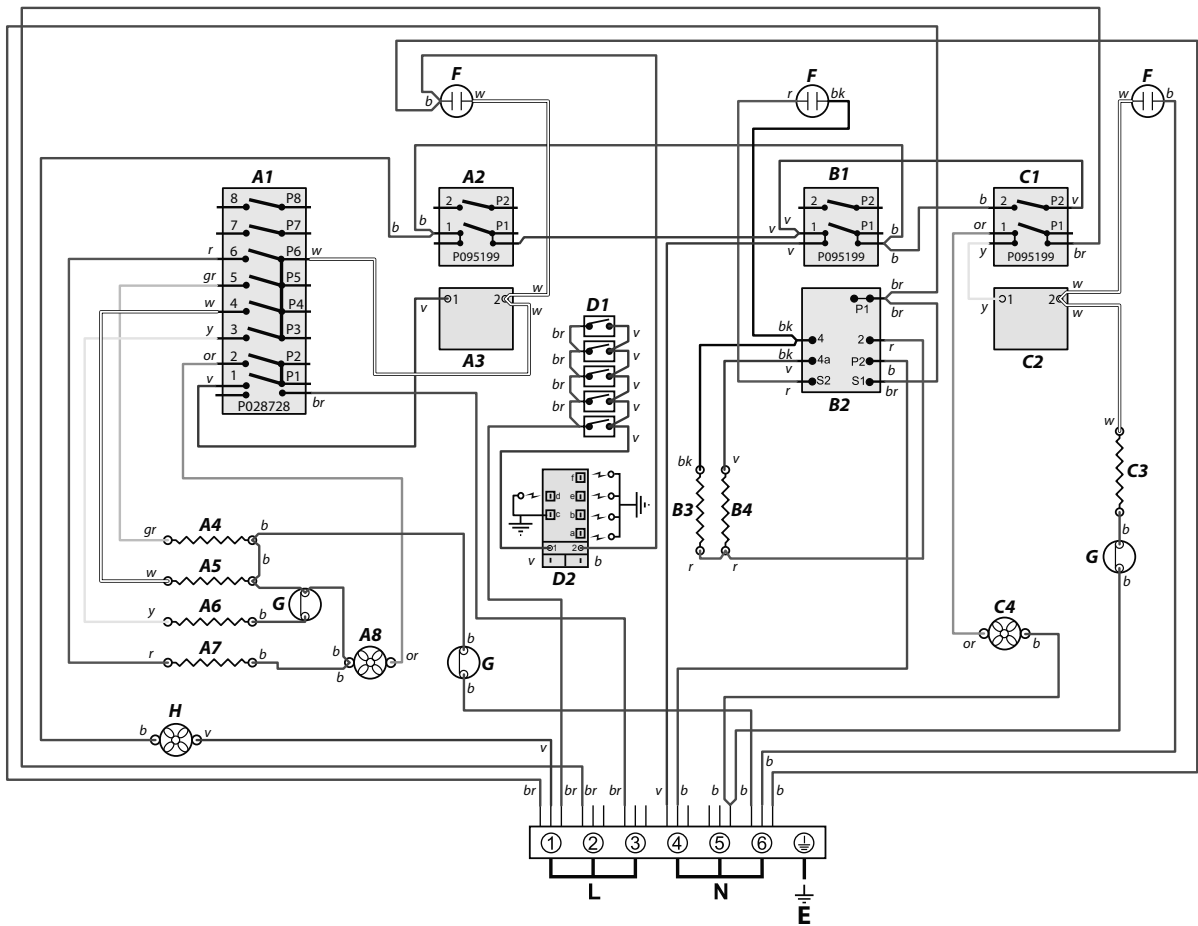 F
w
b
F
r
bk
F
w
b
A1
8 P8
7 P7
r 6 P6 w
gr 5 P5
w 4 P4
y 3 P3
or 2 P2
v 1 P1
P028728
br
A2
b
b
2 P2
1 P1
P095199
v 1 2 w
w
A3
D1
br v
br v
br v
br v
v
B1
v
v
v
2 P2
1 P1
P095199
b
b
C1
b 2 P2 v
or 1 P1
y
br
P095199
P1 br
br
bk 4 2 r
bk 4a P2 b
v
r S2 S1 br
B2
y 1 2 w
w
C2
w
C3
b
G
b
bk v
B3 B4
r r
f
d e
c b
a
1 2
v b
D2
gr A4 b
b
w A5
G
y A6 b
r A7 b
b A8 or
b
b
G
b
C4
or b
b H v
v
br br br br v b b b b b
1 2 3 4 5 6
L N E